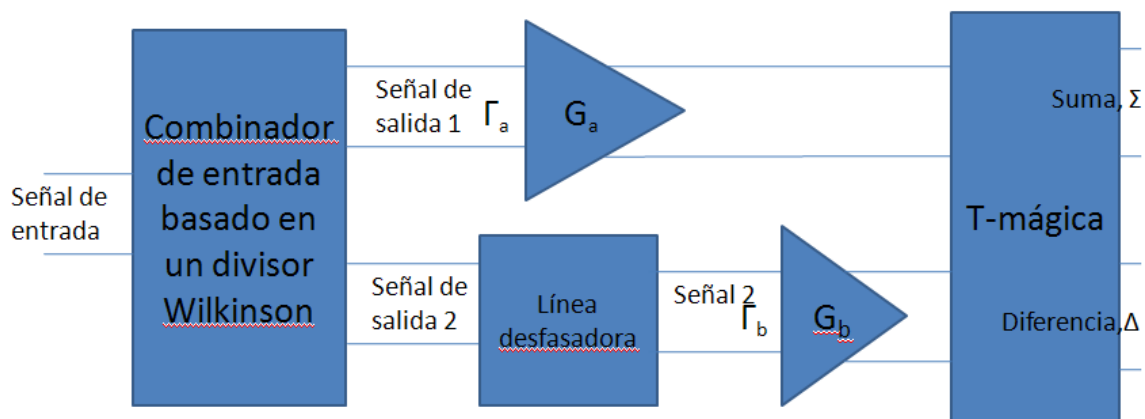 Señal de
entrada
Combinador
de entrada
basado en
un divisor
Wilkinson
Señal de
salida 1
Γa
Ga
Señal de
salida 2
Línea
desfasadora
Señal 2
Γb
Gb
T-mágica
Suma, Σ
Diferencia,Δ